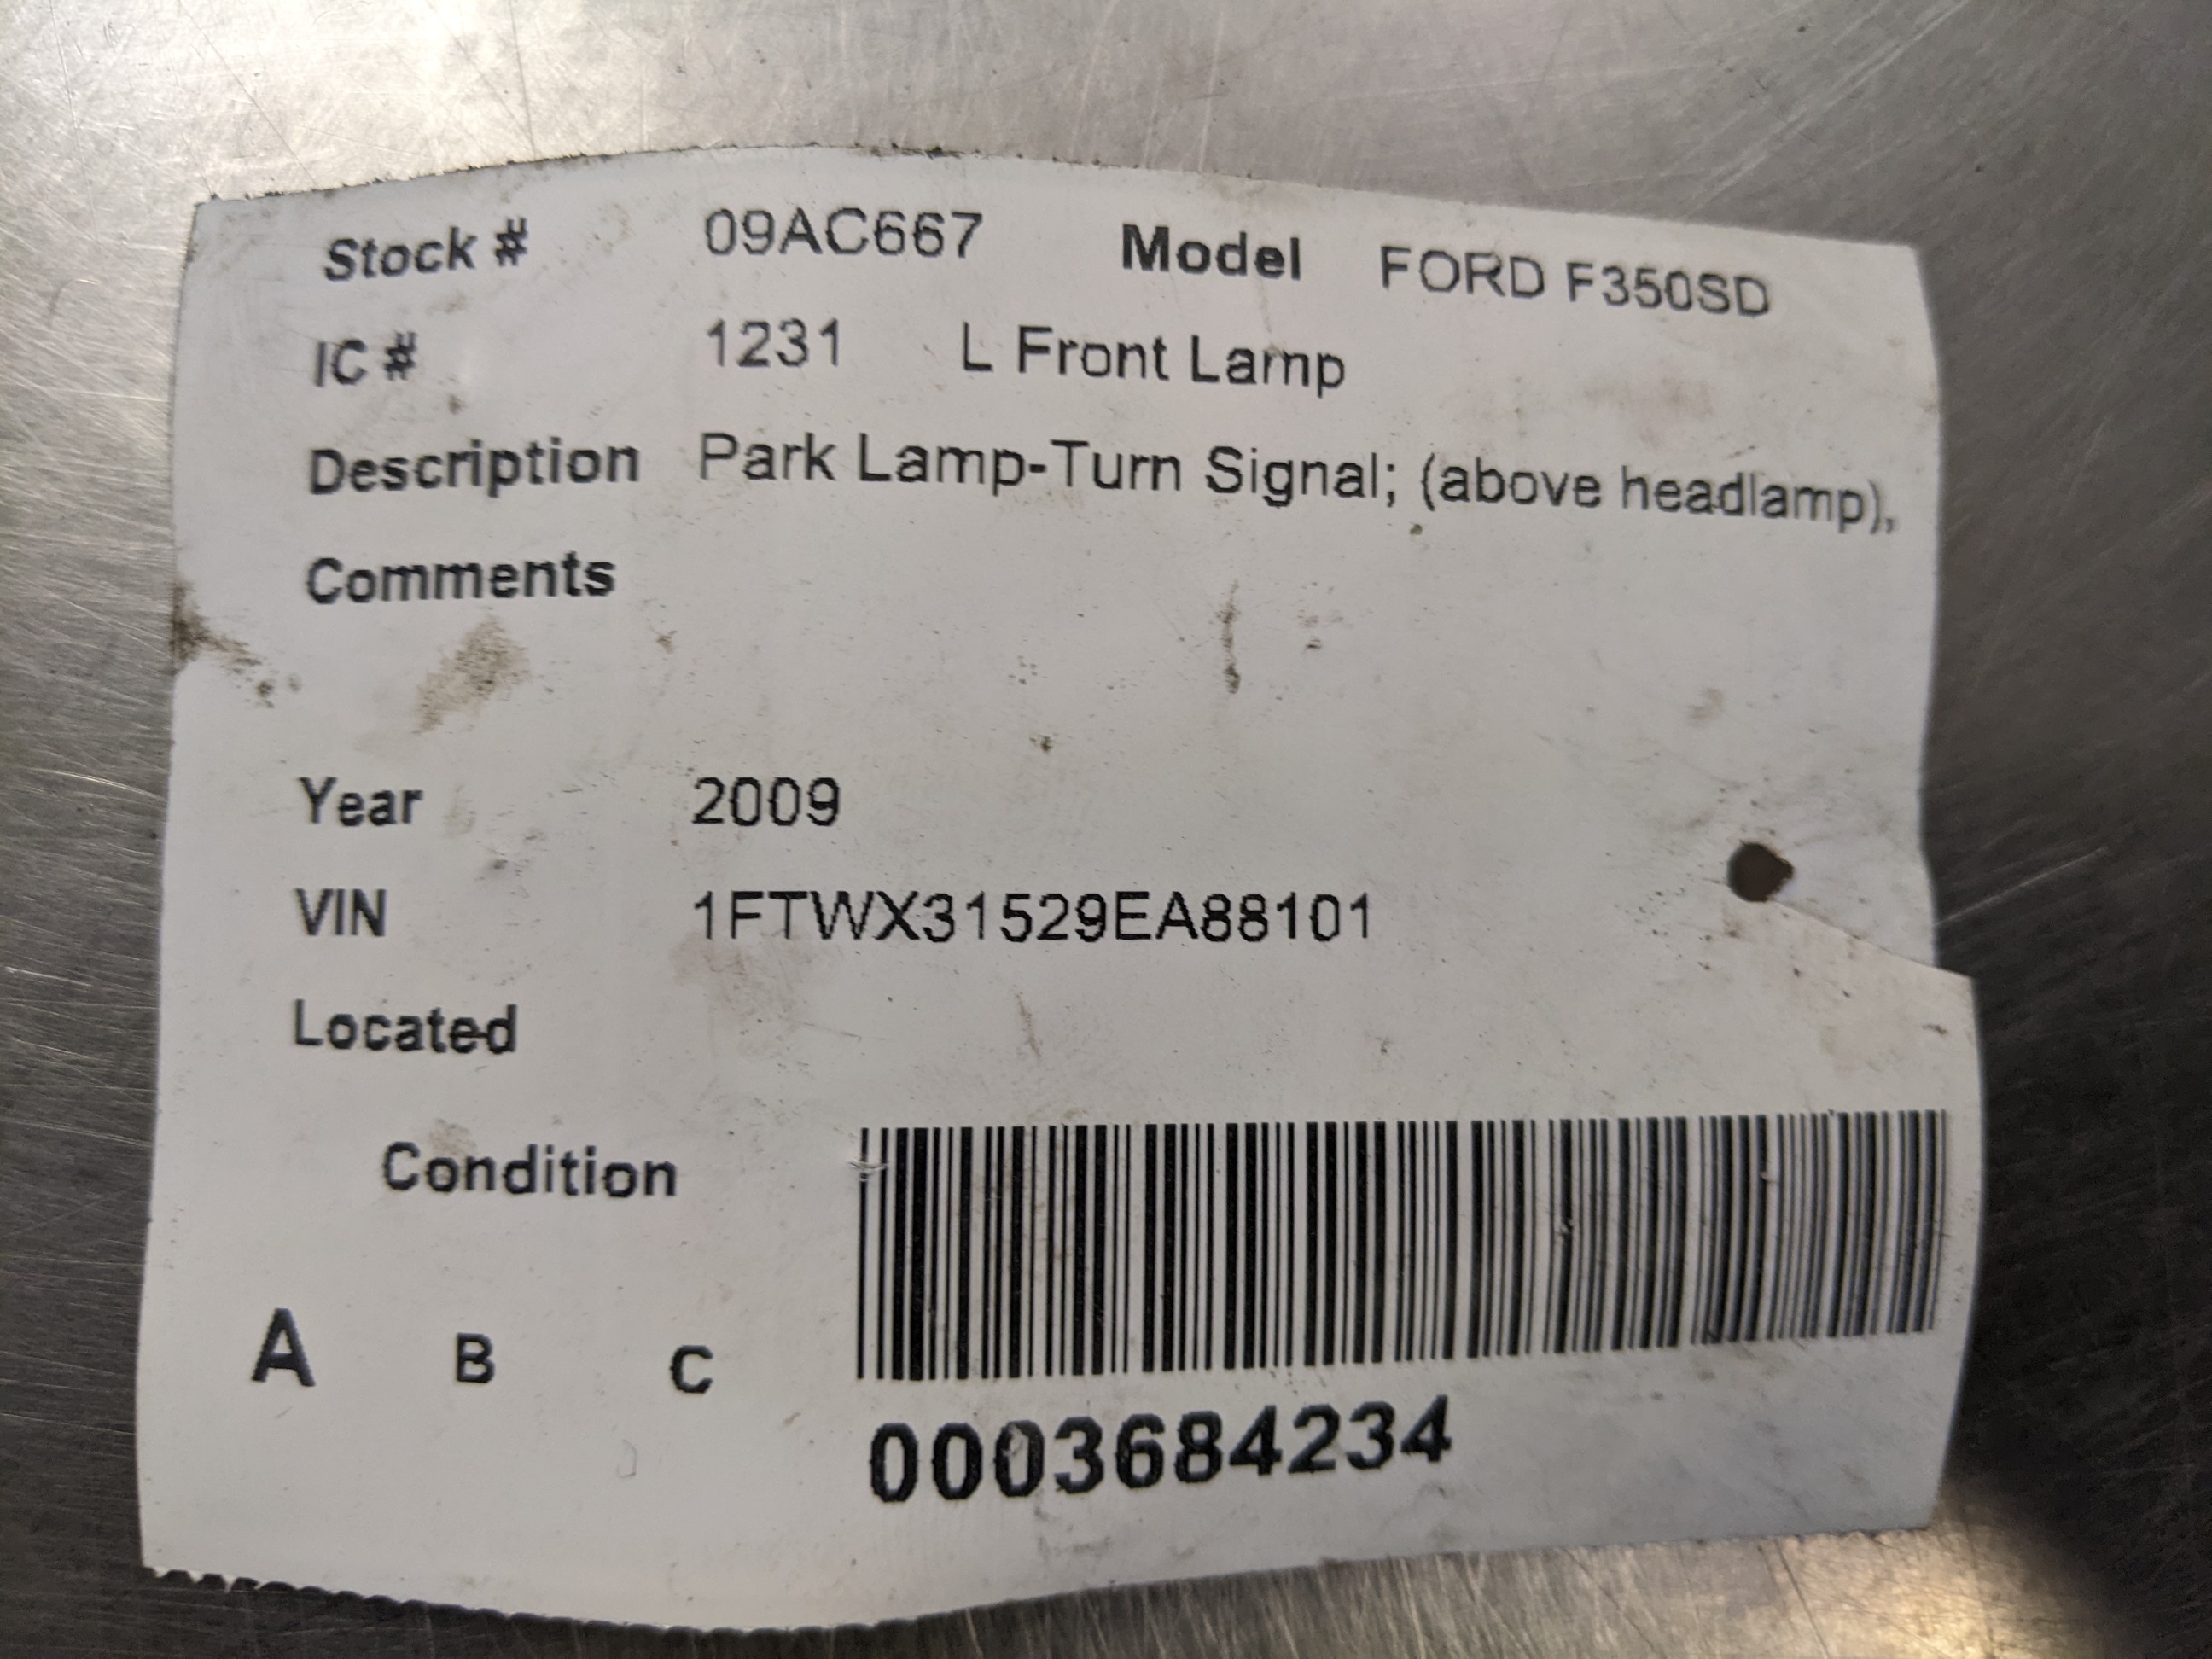 Stock # 09AC667 Model FORD F350SD
IC # 1231 L Front Lamp
Description Park Lamp-Turn Signal; (above headlamp),
Comments
Year 2009
VIN 1FTWX31529EA88101
Located
Condition
A B C
0003684234